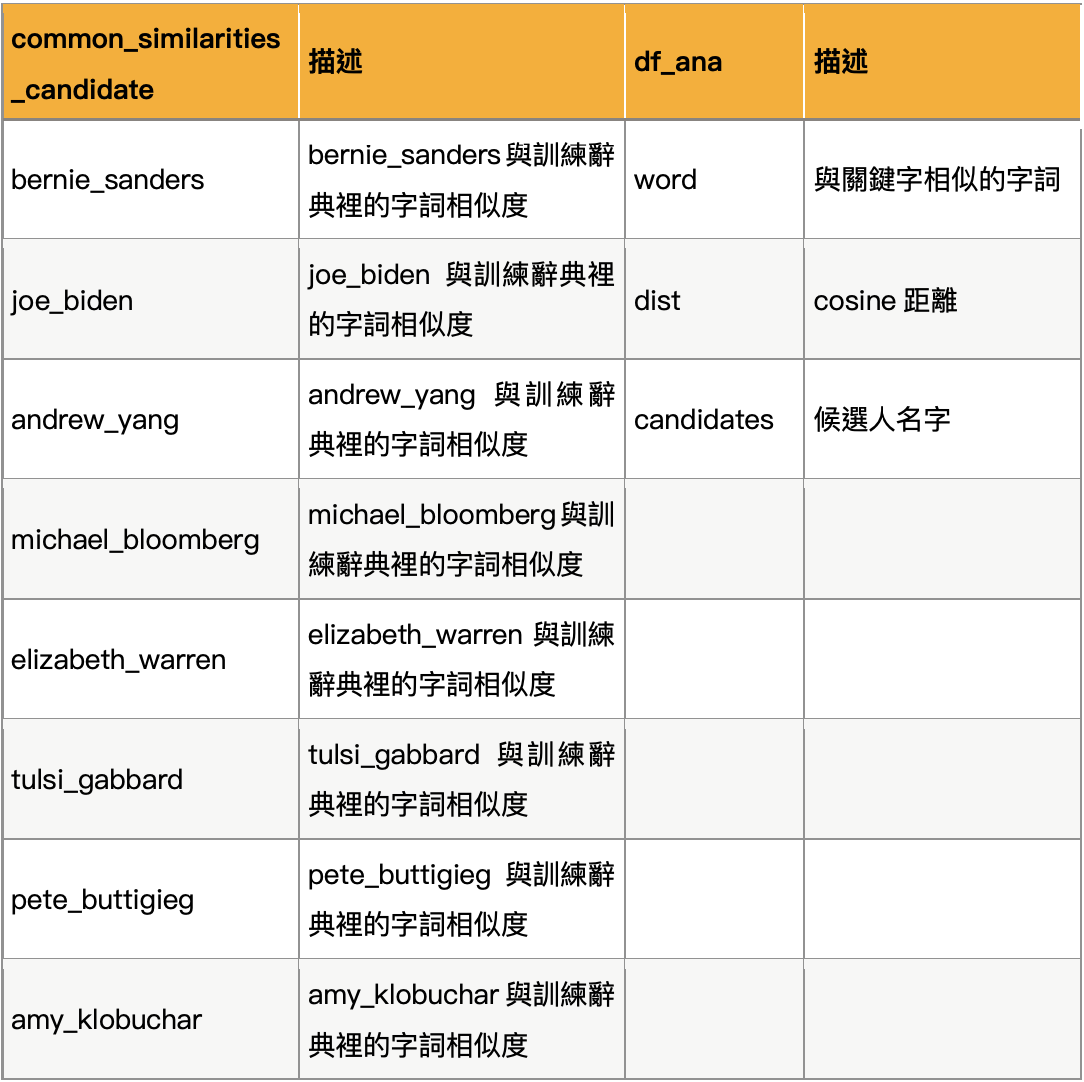 common_similarities
_candidate
描述
df_ana
描述
bernie_sanders
bernie_sanders 與訓練辭
典裡的字詞相似度
word
與關鍵字相似的字詞
joe_biden
joe_biden 與訓練辭典裡
的字詞相似度
dist
cosine 距離
andrew_yang
andrew_yang 與訓練辭
典裡的字詞相似度
candidates
候選人名字
michael_bloomberg
michael_bloomberg 與訓
練辭典裡的字詞相似度
elizabeth_warren
elizabeth_warren 與訓練
辭典裡的字詞相似度
tulsi_gabbard
tulsi_gabbard 與訓練辭
典裡的字詞相似度
pete_buttigieg
pete_buttigieg 與訓練辭
典裡的字詞相似度
amy_klobuchar
amy_klobuchar 與訓練辭
典裡的字詞相似度